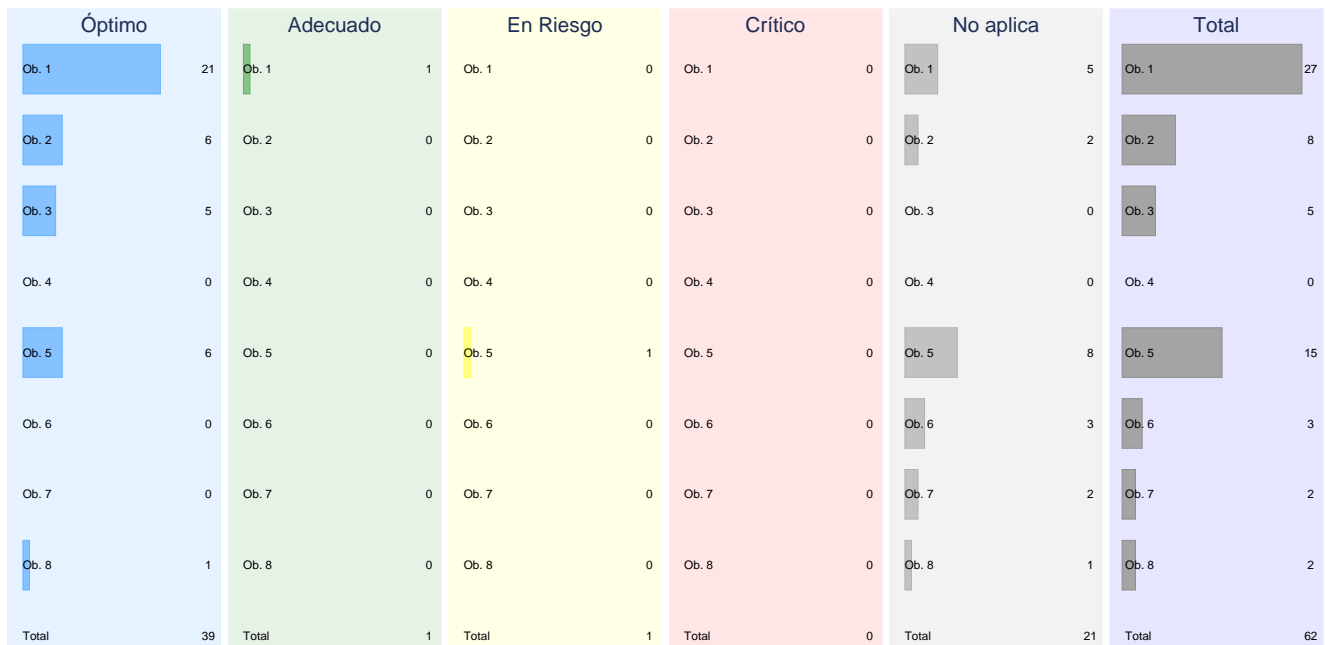 Óptimo Adecuado En Riesgo Crítico No aplica Total
Ob. 1 21 Ob. 1 1 Ob. 1 0 Ob. 1 0 Ob. 1 5 Ob. 1 27
Ob. 2 6 Ob. 2 0 Ob. 2 0 Ob. 2 0 Ob. 2 2 Ob. 2 8
Ob. 3 5 Ob. 3 0 Ob. 3 0 Ob. 3 0 Ob. 3 0 Ob. 3 5
Ob. 4 0 Ob. 4 0 Ob. 4 0 Ob. 4 0 Ob. 4 0 Ob. 4 0
Ob. 5 6 Ob. 5 0 Ob. 5 1 Ob. 5 0 Ob. 5 8 Ob. 5 15
Ob. 6 0 Ob. 6 0 Ob. 6 0 Ob. 6 0 Ob. 6 3 Ob. 6 3
Ob. 7 0 Ob. 7 0 Ob. 7 0 Ob. 7 0 Ob. 7 2 Ob. 7 2
Ob. 8 1 Ob. 8 0 Ob. 8 0 Ob. 8 0 Ob. 8 1 Ob. 8 2
Total 39 Total 1 Total 1 Total 0 Total 21 Total 62